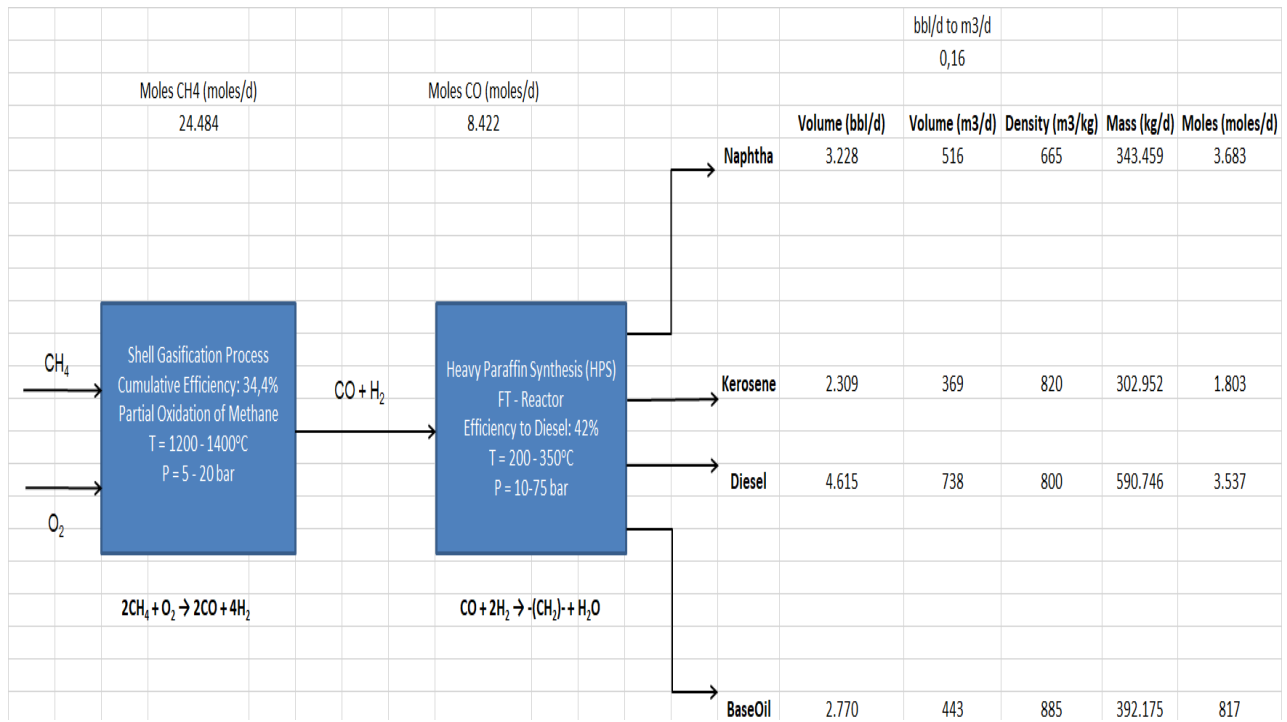 bbl/d to m3/d
0,16
Moles CH4 (moles/d) Moles CO (moles/d)
24.484 8.422
Volume (bbl/d) Volume (m3/d) Density (m3/kg) Mass (kg/d) Moles (moles/d)
Naphtha 3.228 516 665 343.459 3.683
CH₄
O₂
Shell Gasification Process
Cumulative Efficiency: 34,4%
Partial Oxidation of Methane
T = 1200 - 1400ºC
P = 5 - 20 bar
2CH₄ + O₂ → 2CO + 4H₂
CO + H₂
Heavy Paraffin Synthesis (HPS)
FT - Reactor
Efficiency to Diesel: 42%
T = 200 - 350ºC
P = 10-75 bar
CO + 2H₂ → -(CH₂)- + H₂O
Kerosene 2.309 369 820 302.952 1.803
Diesel 4.615 738 800 590.746 3.537
BaseOil 2.770 443 885 392.175 817